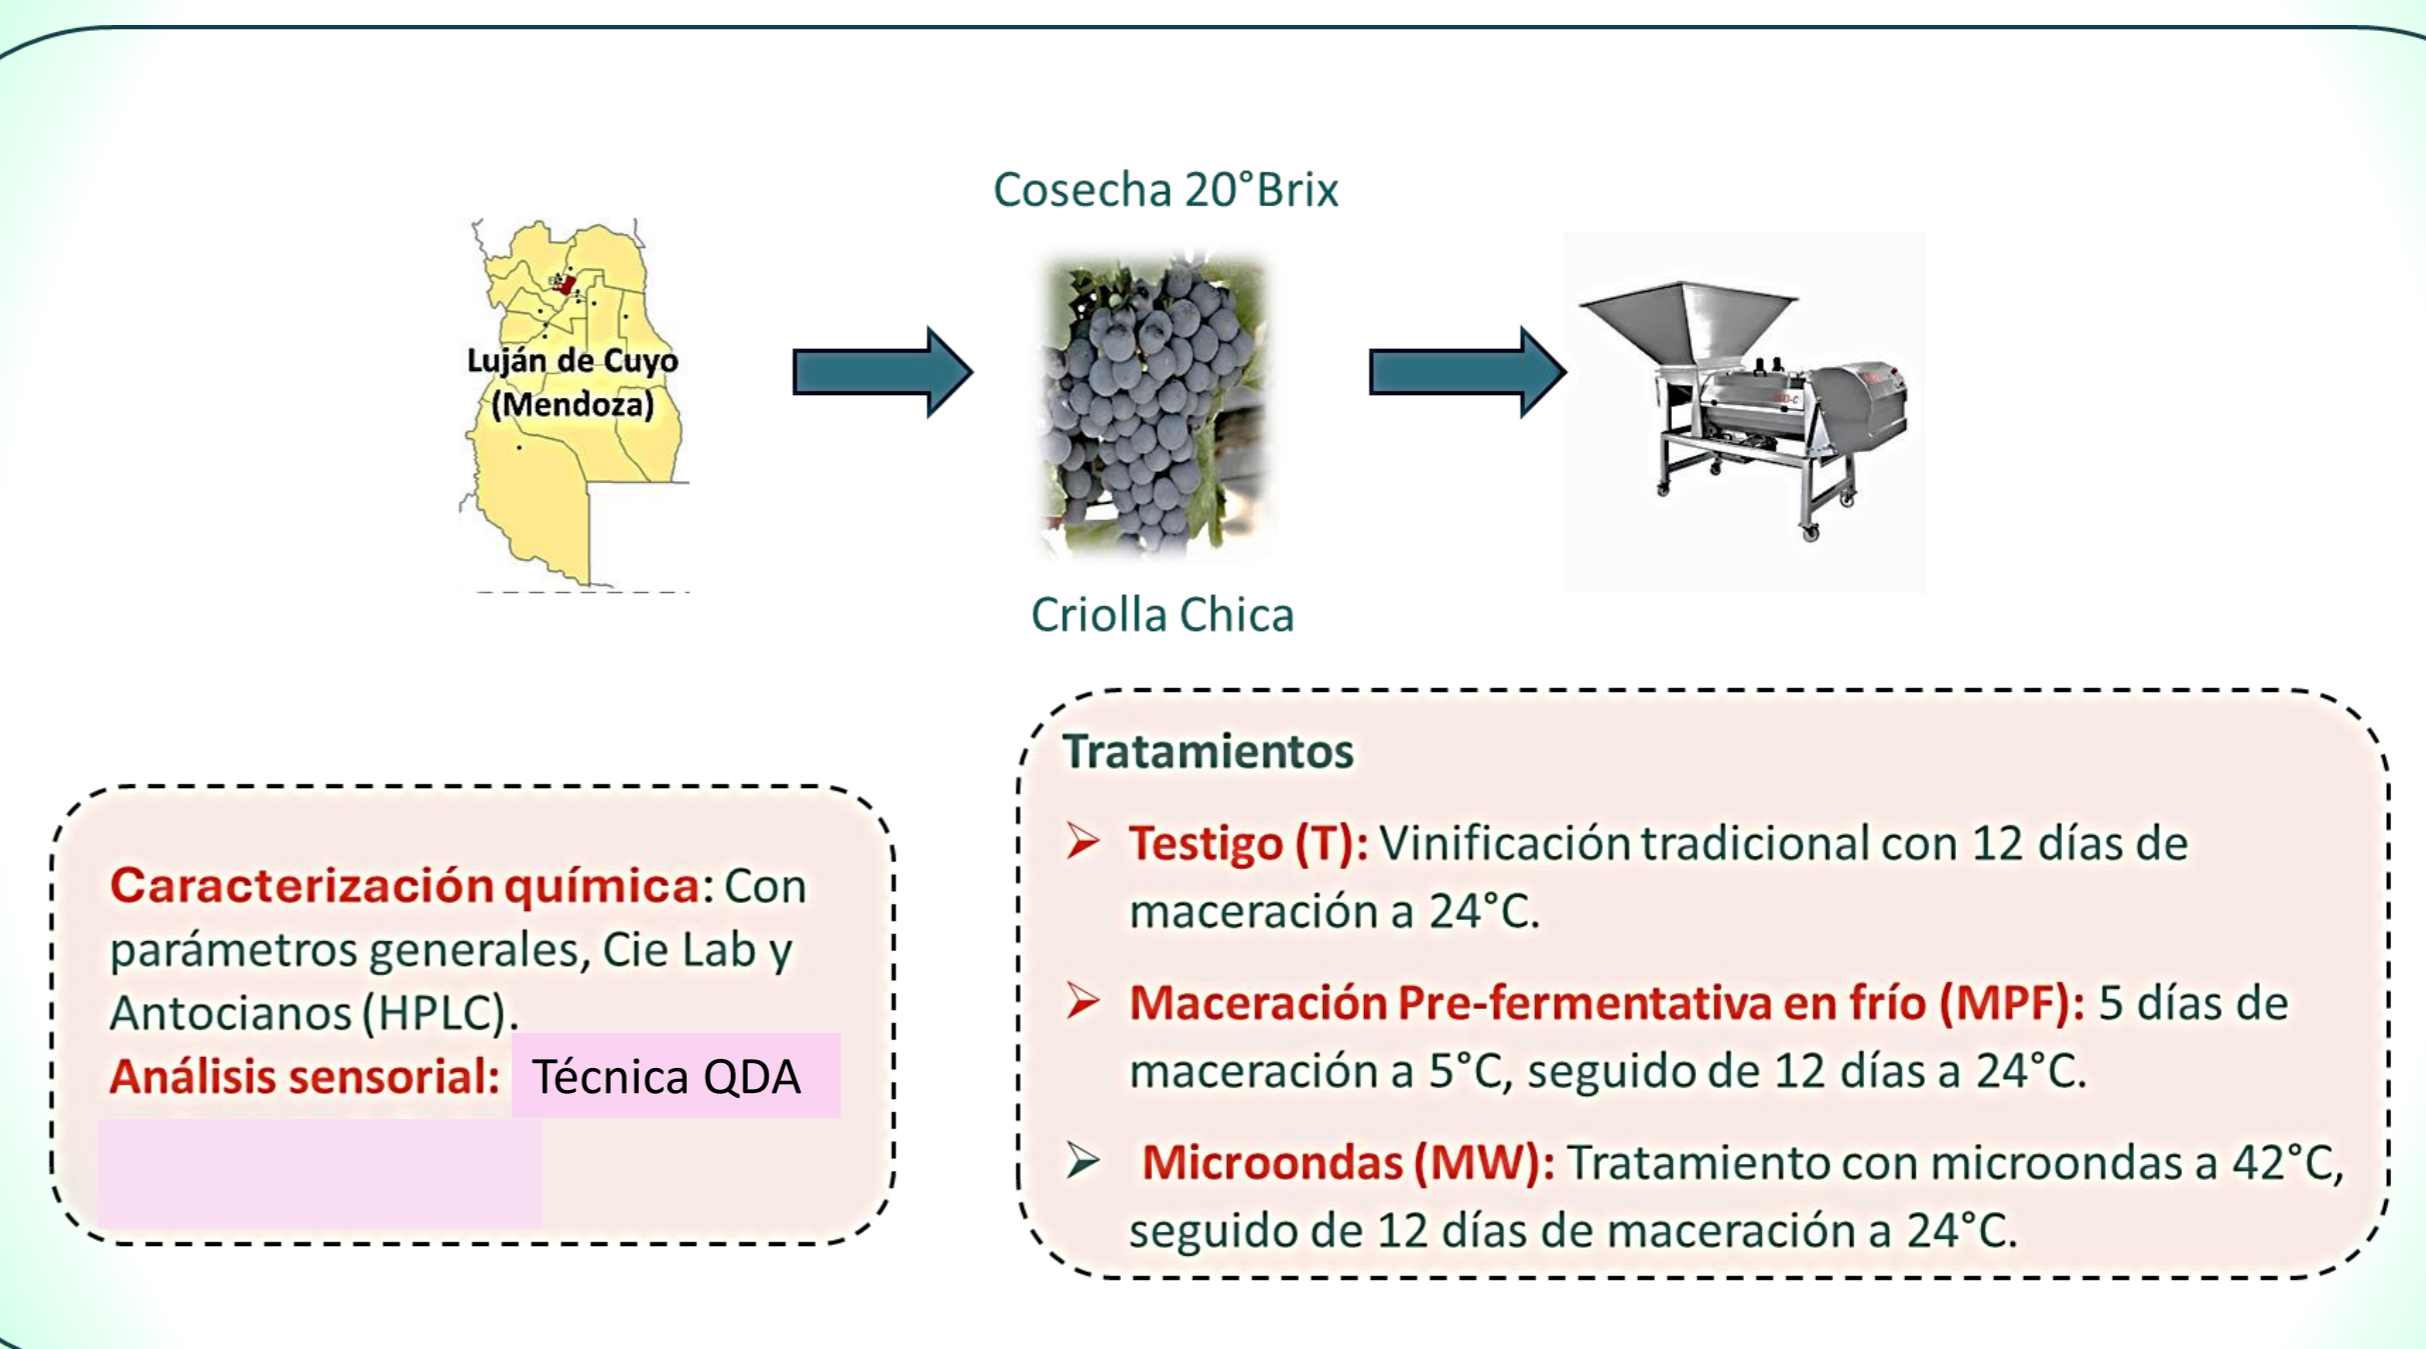 Cosecha 20°Brix
Luján de Cuyo
(Mendoza)
Criolla Chica
Tratamientos
Testigo (T): Vinificación tradicional con 12 días de
maceración a 24°C.
Maceración Pre-fermentativa en frío (MPF): 5 días de
maceración a 5°C, seguido de 12 días a 24°C.
Microondas (MW): Tratamiento con microondas a 42°C,
seguido de 12 días de maceración a 24°C.
Caracterización química: Con
parámetros generales, Cie Lab y
Antocianos (HPLC).
Análisis sensorial: Técnica QDA